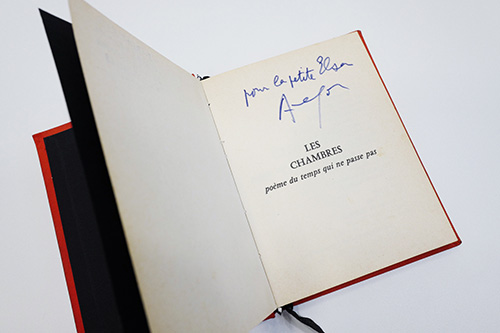 pour la petite Elsa
Aragon
LES
CHAMBRES
poème du temps qui ne passe pas